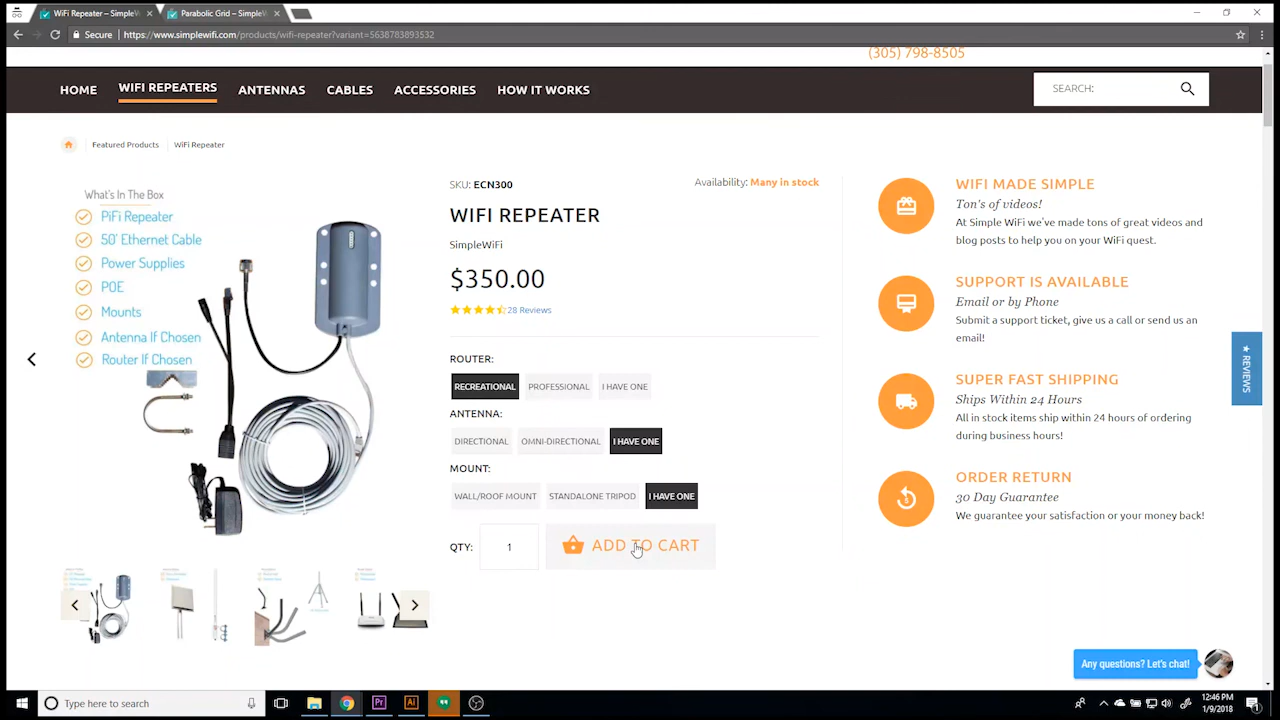 WiFi Repeater – SimpleW
Parabolic Grid – SimpleW
Secure https://www.simplewifi.com/products/wifi-repeater?variant=5638783893532
(305) 798-8505
HOME WIFI REPEATERS ANTENNAS CABLES ACCESSORIES HOW IT WORKS SEARCH:
Featured Products WiFi Repeater
What's In The Box
PiFi Repeater
50' Ethernet Cable
Power Supplies
POE
Mounts
Antenna If Chosen
Router If Chosen
SKU: ECN300 Availability: Many in stock
WIFI REPEATER
SimpleWiFi
$350.00
28 Reviews
ROUTER:
RECREATIONAL PROFESSIONAL I HAVE ONE
ANTENNA:
DIRECTIONAL OMNI-DIRECTIONAL I HAVE ONE
MOUNT:
WALL/ROOF MOUNT STANDALONE TRIPOD I HAVE ONE
QTY: 1 ADD TO CART
WIFI MADE SIMPLE
Ton's of videos!
At Simple WiFi we've made tons of great videos and
blog posts to help you on your WiFi quest.
SUPPORT IS AVAILABLE
Email or by Phone
Submit a support ticket, give us a call or send us an
email!
SUPER FAST SHIPPING
Ships Within 24 Hours
All in stock items ship within 24 hours of ordering
during business hours!
ORDER RETURN
30 Day Guarantee
We guarantee your satisfaction or your money back!
★ REVIEWS
Any questions? Let's chat!
Type here to search
Pr
Ai
12:46 PM
1/9/2018